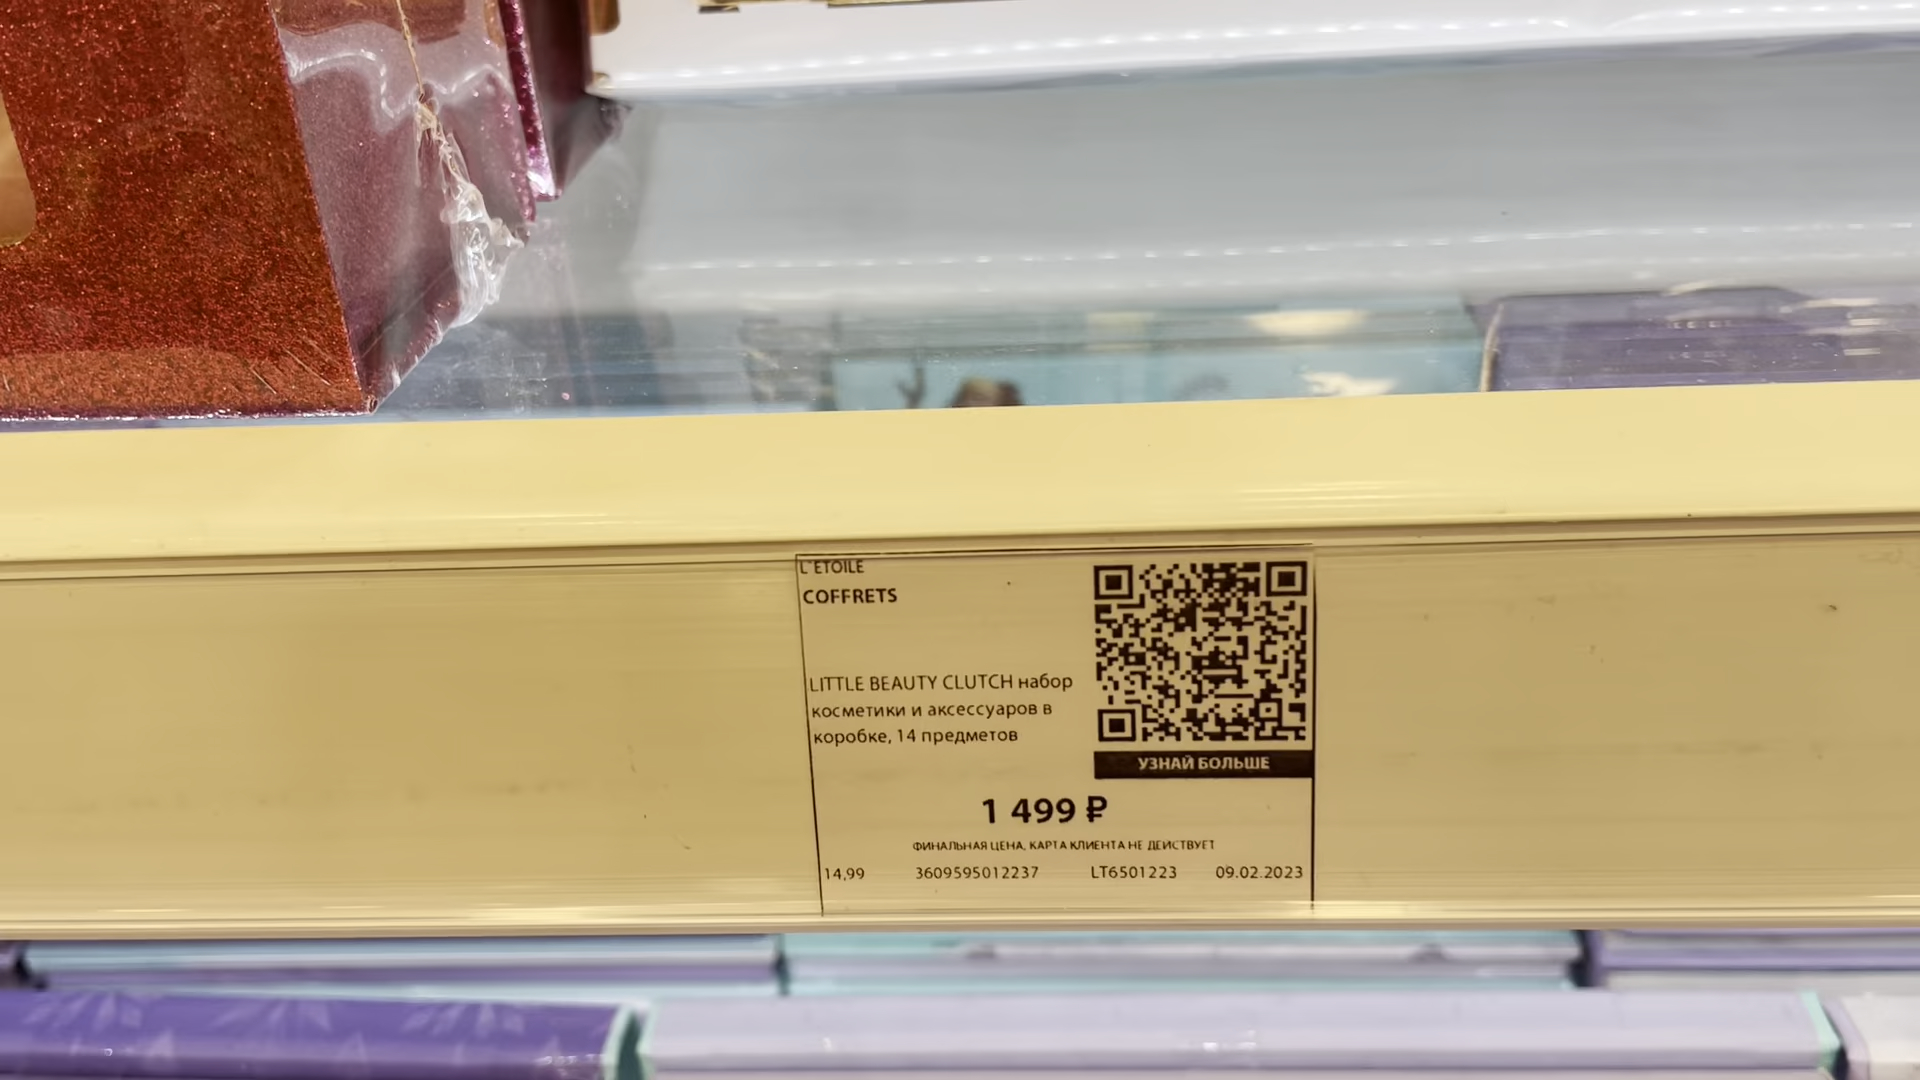 L'ETOILE
COFFRETS
LITTLE BEAUTY CLUTCH набор
косметики и аксессуаров в
коробке, 14 предметов
УЗНАЙ БОЛЬШЕ
1 499 ₽
ФИНАЛЬНАЯ ЦЕНА, КАРТА КЛИЕНТА НЕ ДЕЙСТВУЕТ
14,99 3609595012237 LT6501223 09.02.2023